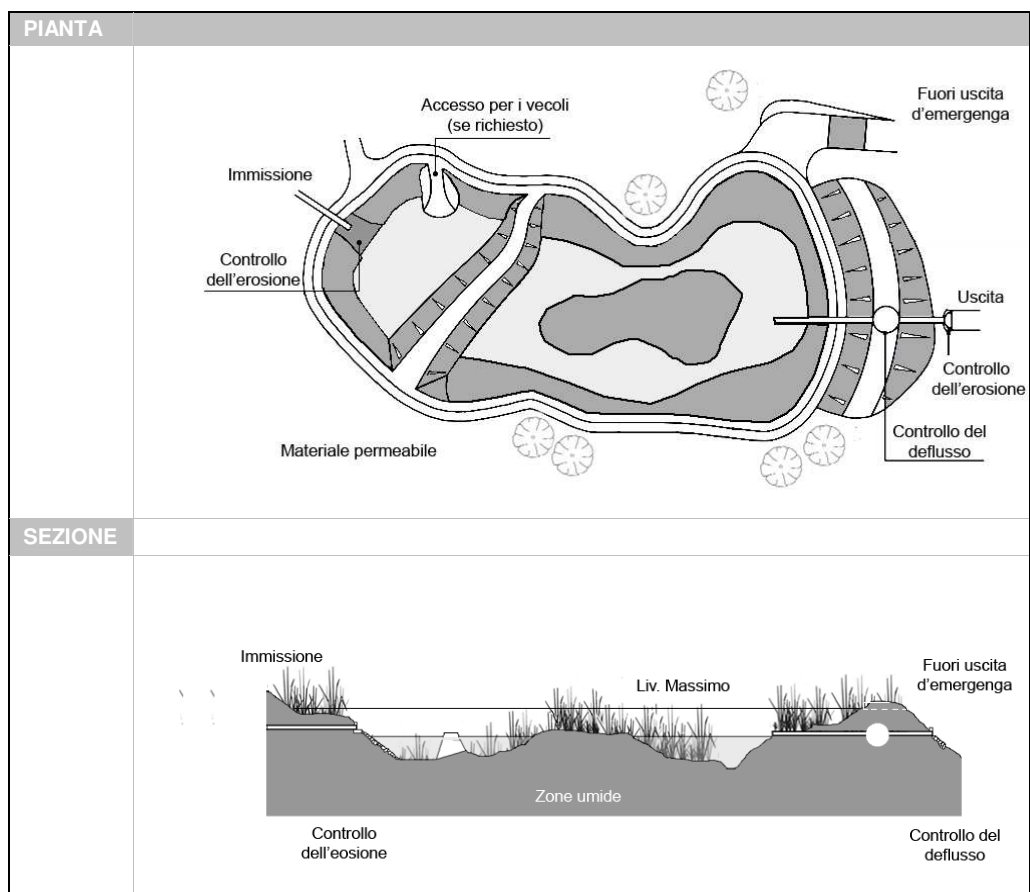 PIANTA
Accesso per i vecoli
(se richiesto)
Fuori uscita
d'emergenga
Immissione
Controllo
dell'erosione
Uscita
Controllo
dell'erosione
Controllo del
deflusso
Materiale permeabile
SEZIONE
Immissione
Liv. Massimo
Fuori uscita
d'emergenga
Zone umide
Controllo
dell'eosione
Controllo del
deflusso